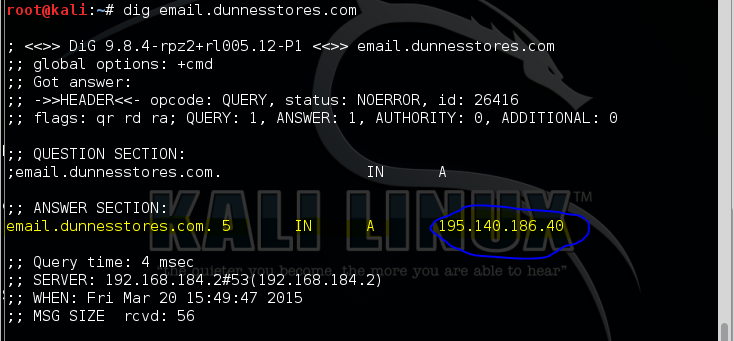 root@kali:~# dig email.dunnesstores.com
; <<>> DiG 9.8.4-rpz2+rl005.12-P1 <<>> email.dunnesstores.com
;; global options: +cmd
;; Got answer:
;; ->>HEADER<<- opcode: QUERY, status: NOERROR, id: 26416
;; flags: qr rd ra; QUERY: 1, ANSWER: 1, AUTHORITY: 0, ADDITIONAL: 0
;; QUESTION SECTION:
;email.dunnesstores.com. IN A
KALI LINUX™
;; ANSWER SECTION:
email.dunnesstores.com. 5 IN A 195.140.186.40
;; Query time: 4 msec
"the quieter you become, the more you are able to hear"
;; SERVER: 192.168.184.2#53(192.168.184.2)
;; WHEN: Fri Mar 20 15:49:47 2015
;; MSG SIZE rcvd: 56